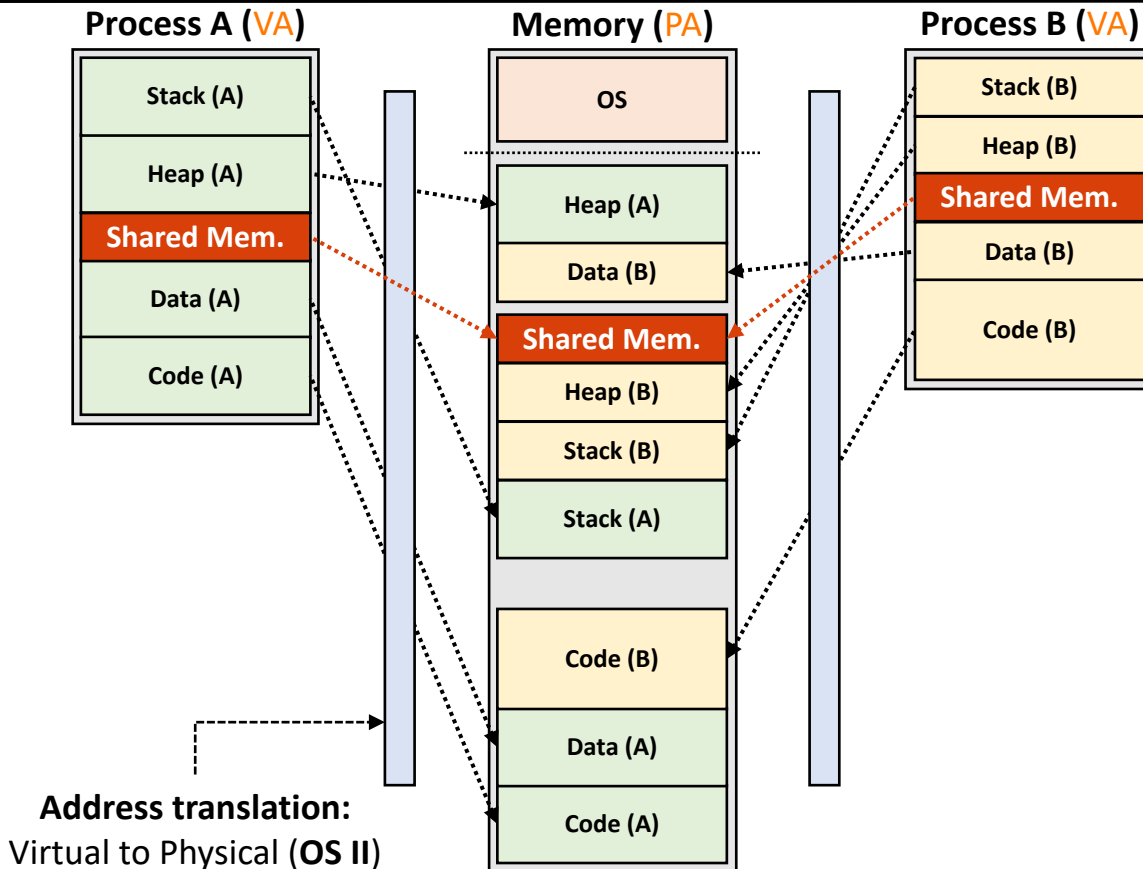 Process A (VA)
Stack (A)
Heap (A)
Shared Mem.
Data (A)
Code (A)
Memory (PA)
OS
Heap (A)
Data (B)
Shared Mem.
Heap (B)
Stack (B)
Stack (A)
Code (B)
Data (A)
Code (A)
Process B (VA)
Stack (B)
Heap (B)
Shared Mem.
Data (B)
Code (B)
Address translation:
Virtual to Physical (OS II)